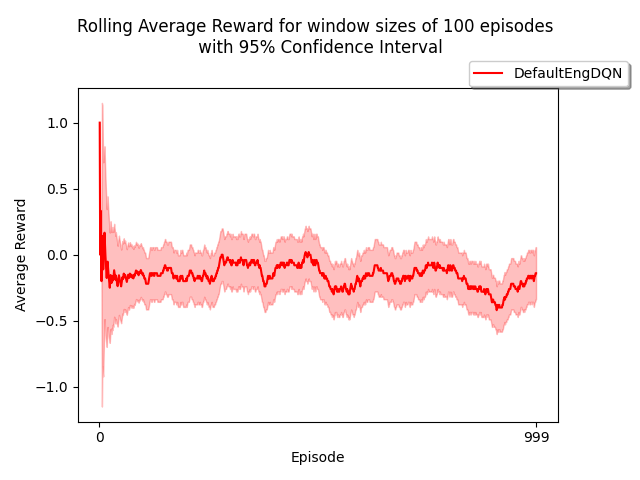 Rolling Average Reward for window sizes of 100 episodes
with 95% Confidence Interval
DefaultEngDQN
1.0
0.5
0.0
−0.5
−1.0
Average Reward
0
999
Episode